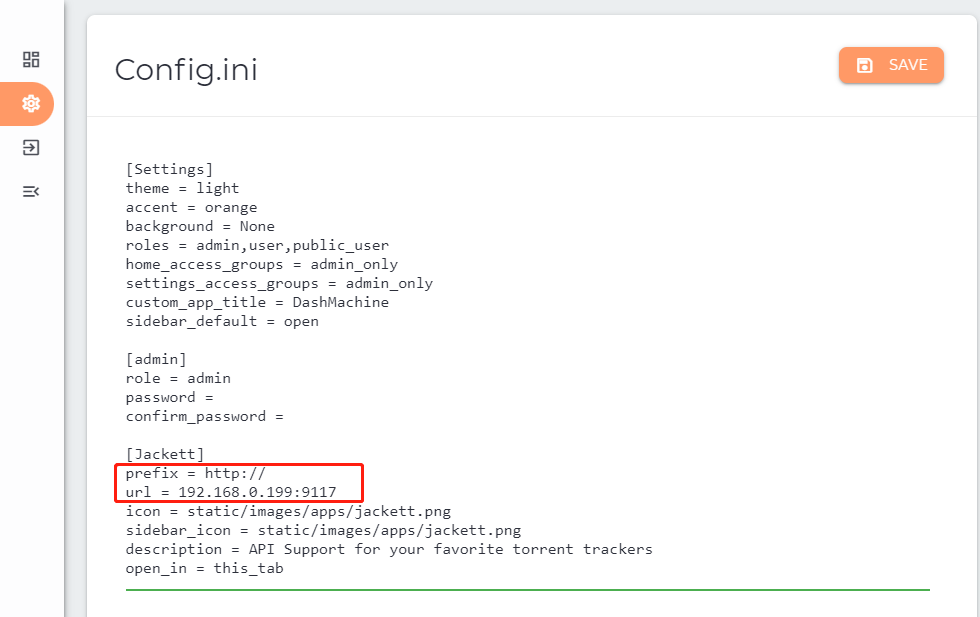 Config.ini
SAVE
[Settings]
theme = light
accent = orange
background = None
roles = admin,user,public_user
home_access_groups = admin_only
settings_access_groups = admin_only
custom_app_title = DashMachine
sidebar_default = open
[admin]
role = admin
password =
confirm_password =
[Jackett]
prefix = http://
url = 192.168.0.199:9117
icon = static/images/apps/jackett.png
sidebar_icon = static/images/apps/jackett.png
description = API Support for your favorite torrent trackers
open_in = this_tab